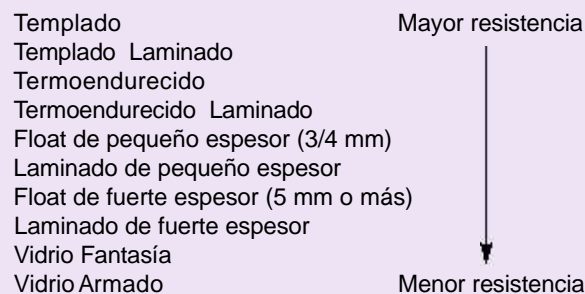 Templado Mayor resistencia
Templado Laminado
Termoendurecido
Termoendurecido Laminado
Float de pequeño espesor (3/4 mm)
Laminado de pequeño espesor
Float de fuerte espesor (5 mm o más)
Laminado de fuerte espesor
Vidrio Fantasía
Vidrio Armado Menor resistencia